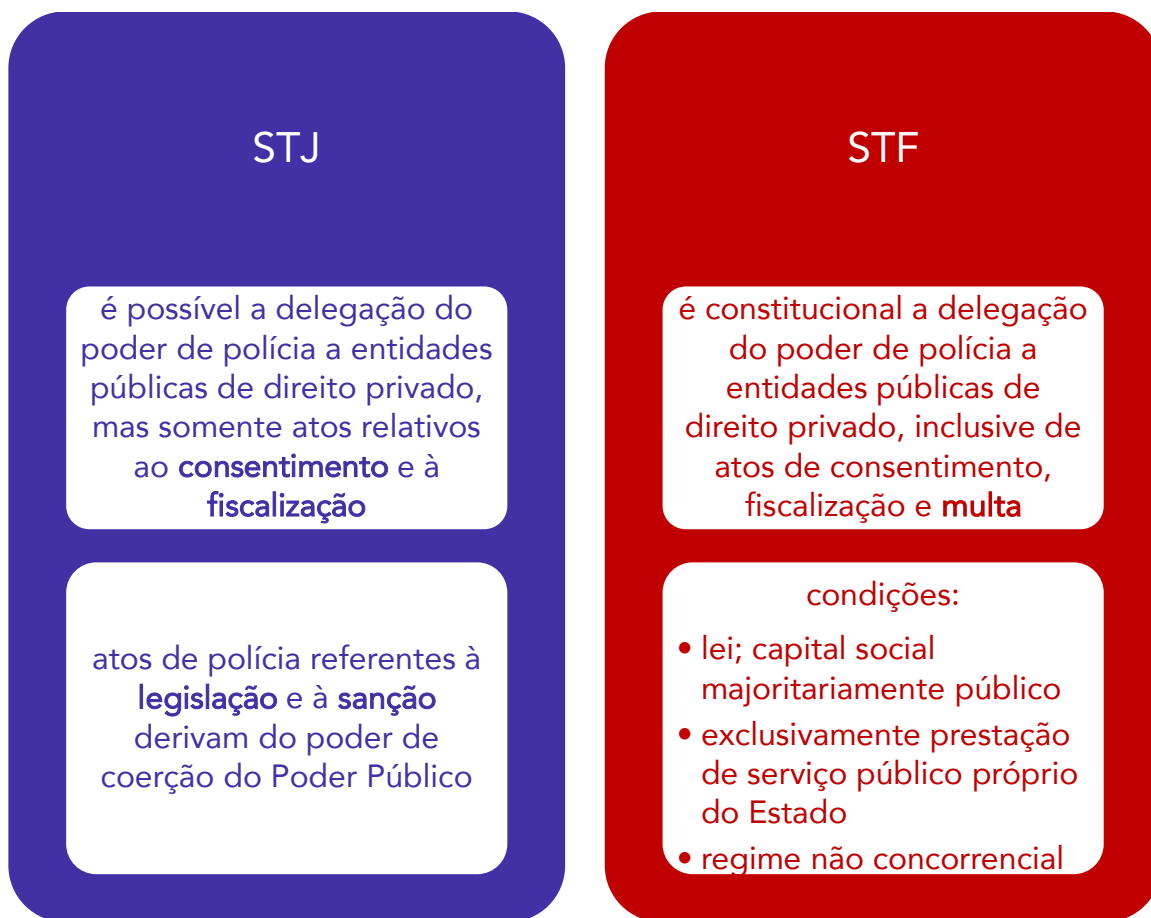 STJ
é possível a delegação do
poder de polícia a entidades
públicas de direito privado,
mas somente atos relativos
ao consentimento e à
fiscalização
atos de polícia referentes à
legislação e à sanção
derivam do poder de
coerção do Poder Público
STF
é constitucional a delegação
do poder de polícia a
entidades públicas de
direito privado, inclusive de
atos de consentimento,
fiscalização e multa
condições:
• lei; capital social
majoritariamente público
• exclusivamente prestação
de serviço público próprio
do Estado
• regime não concorrencial